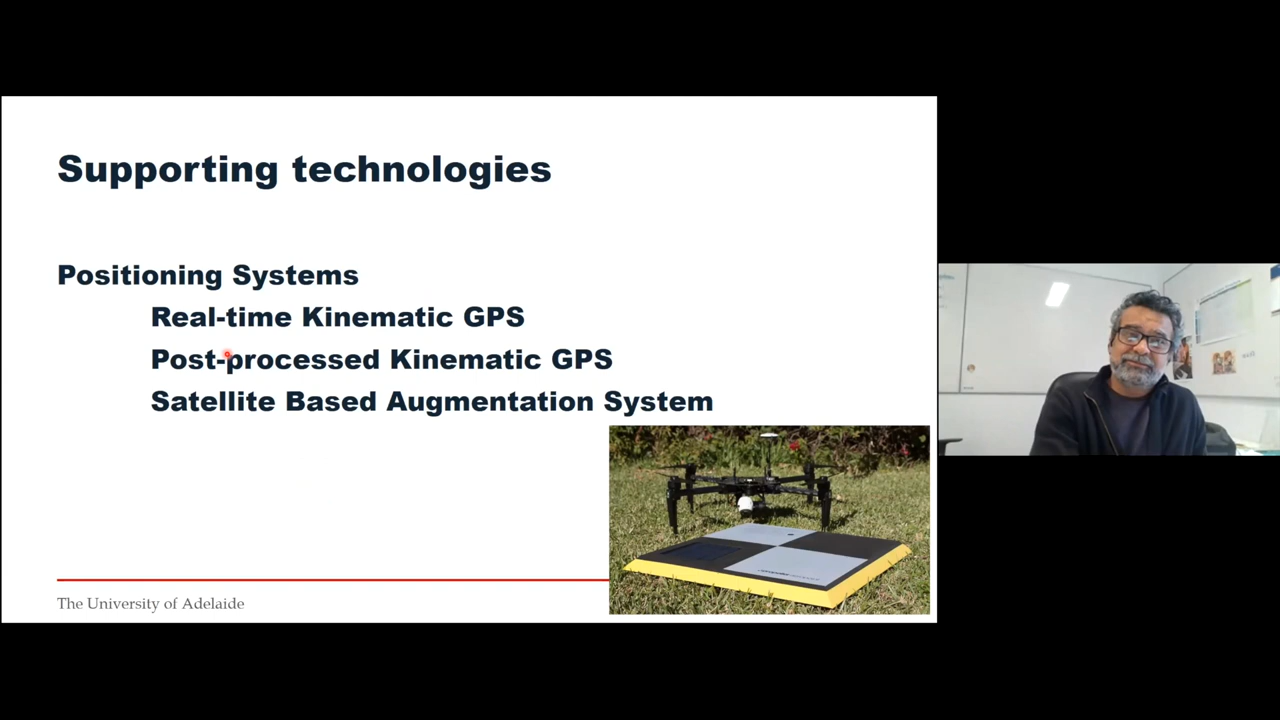 Supporting technologies
Positioning Systems
Real-time Kinematic GPS
Post-processed Kinematic GPS
Satellite Based Augmentation System
The University of Adelaide